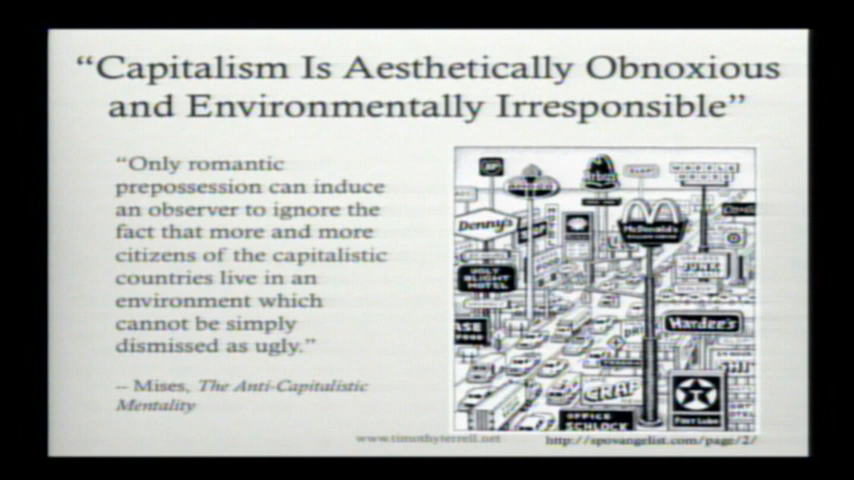 “Capitalism Is Aesthetically Obnoxious
and Environmentally Irresponsible”
“Only romantic
prepossession can induce
an observer to ignore the
fact that more and more
citizens of the capitalistic
countries live in an
environment which
cannot be simply
dismissed as ugly.”
– Mises, The Anti-Capitalistic
Mentality
WAFFLE
HOUSE
Denny's
McDonald's
UGLY
BLIGHT
MOTEL
JUNK
Hardee's
CRAP
OFFICE
SCHLOCK
www.timothyterrell.net
http://spovangelist.com/page/2/